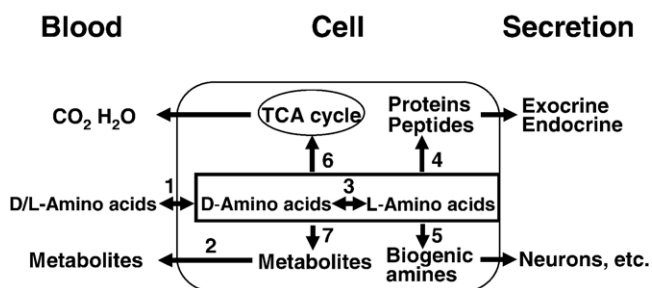 Blood Cell Secretion
CO₂ H₂O
TCA cycle
Proteins
Peptides
Exocrine
Endocrine
6
4
1
3
D/L-Amino acids
D-Amino acids
L-Amino acids
2
7
5
Metabolites
Metabolites
Biogenic
amines
Neurons, etc.